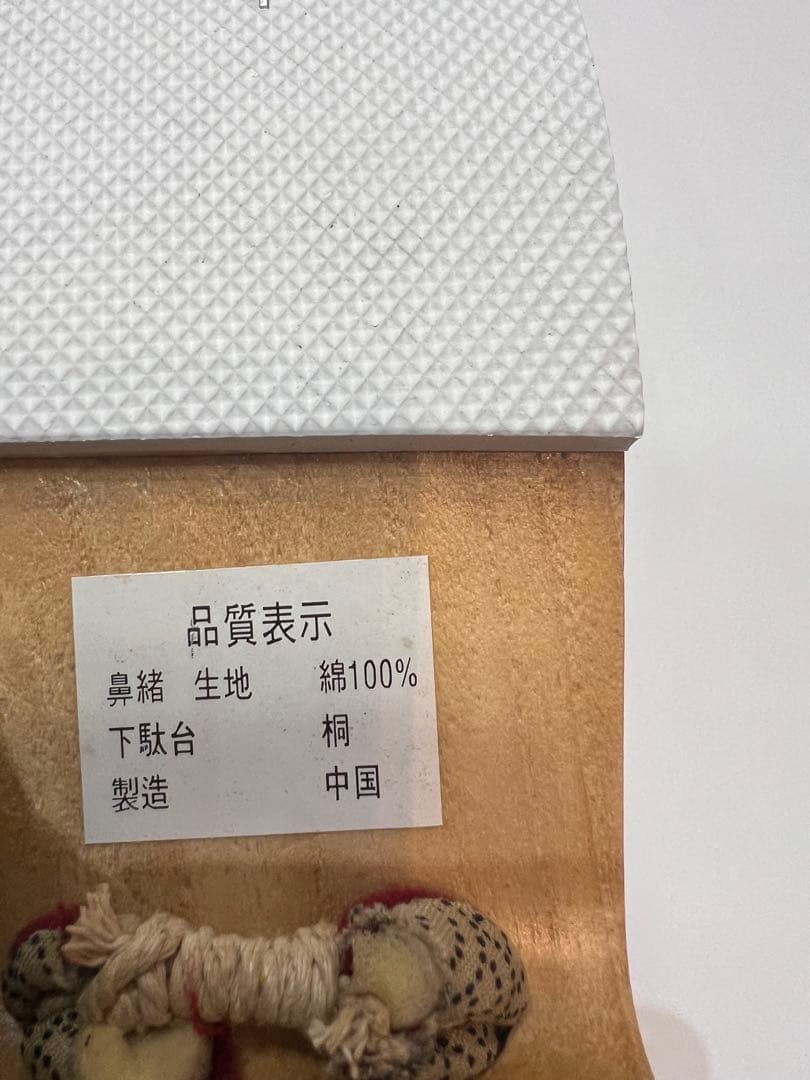 品質表示
鼻緒 生地 綿100%
下駄台 桐
製造 中国